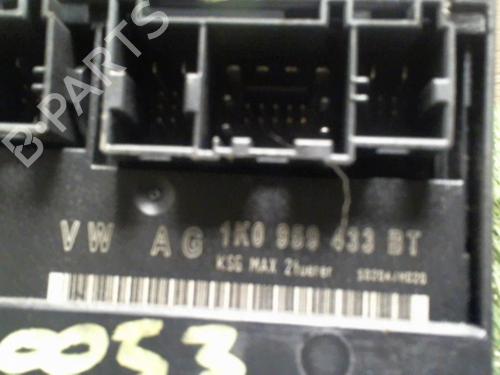 B PARTS
VW AG 1K0 959 433 BT
KSG MAX 2tuerer
0053